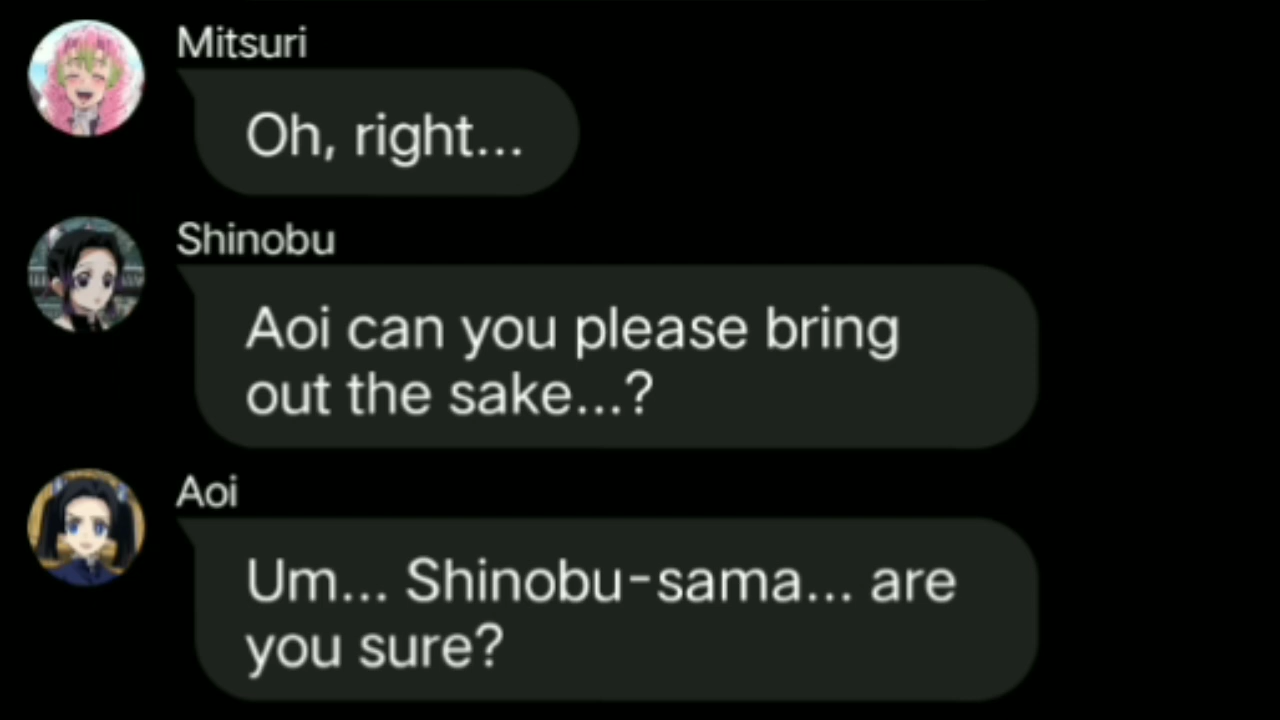 Mitsuri
Oh, right...
Shinobu
Aoi can you please bring
out the sake...?
Aoi
Um... Shinobu-sama... are
you sure?